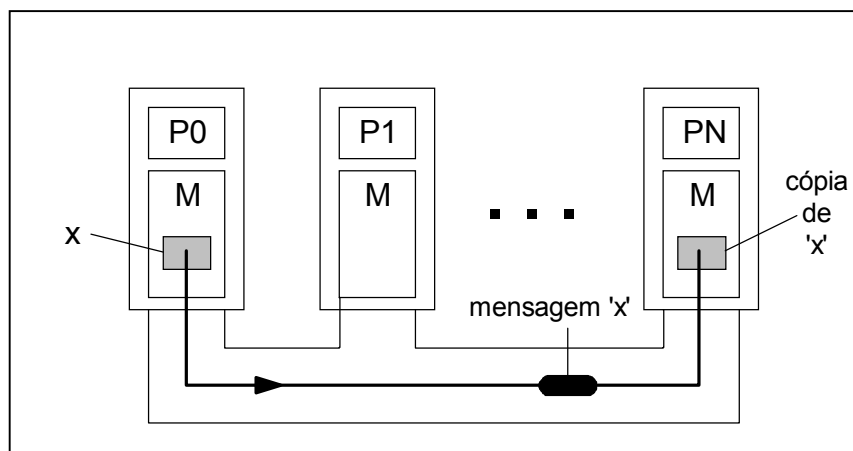 P0 P1 PN
M M M
x
cópia
de
'x'
mensagem 'x'